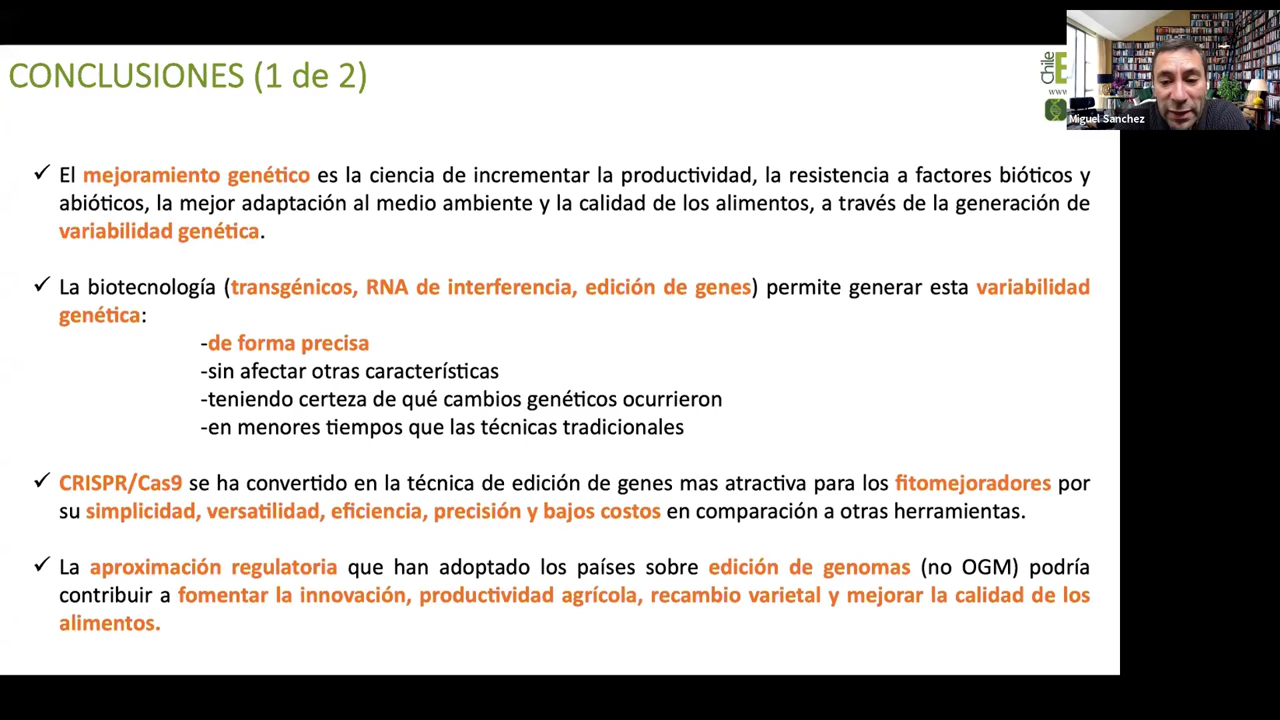 CONCLUSIONES (1 de 2)
chile
E
www
Miguel Sanchez
✓ El mejoramiento genético es la ciencia de incrementar la productividad, la resistencia a factores bióticos y
abióticos, la mejor adaptación al medio ambiente y la calidad de los alimentos, a través de la generación de
variabilidad genética.
✓ La biotecnología (transgénicos, RNA de interferencia, edición de genes) permite generar esta variabilidad
genética:
-de forma precisa
-sin afectar otras características
-teniendo certeza de qué cambios genéticos ocurrieron
-en menores tiempos que las técnicas tradicionales
✓ CRISPR/Cas9 se ha convertido en la técnica de edición de genes mas atractiva para los fitomejoradores por
su simplicidad, versatilidad, eficiencia, precisión y bajos costos en comparación a otras herramientas.
✓ La aproximación regulatoria que han adoptado los países sobre edición de genomas (no OGM) podría
contribuir a fomentar la innovación, productividad agrícola, recambio varietal y mejorar la calidad de los
alimentos.